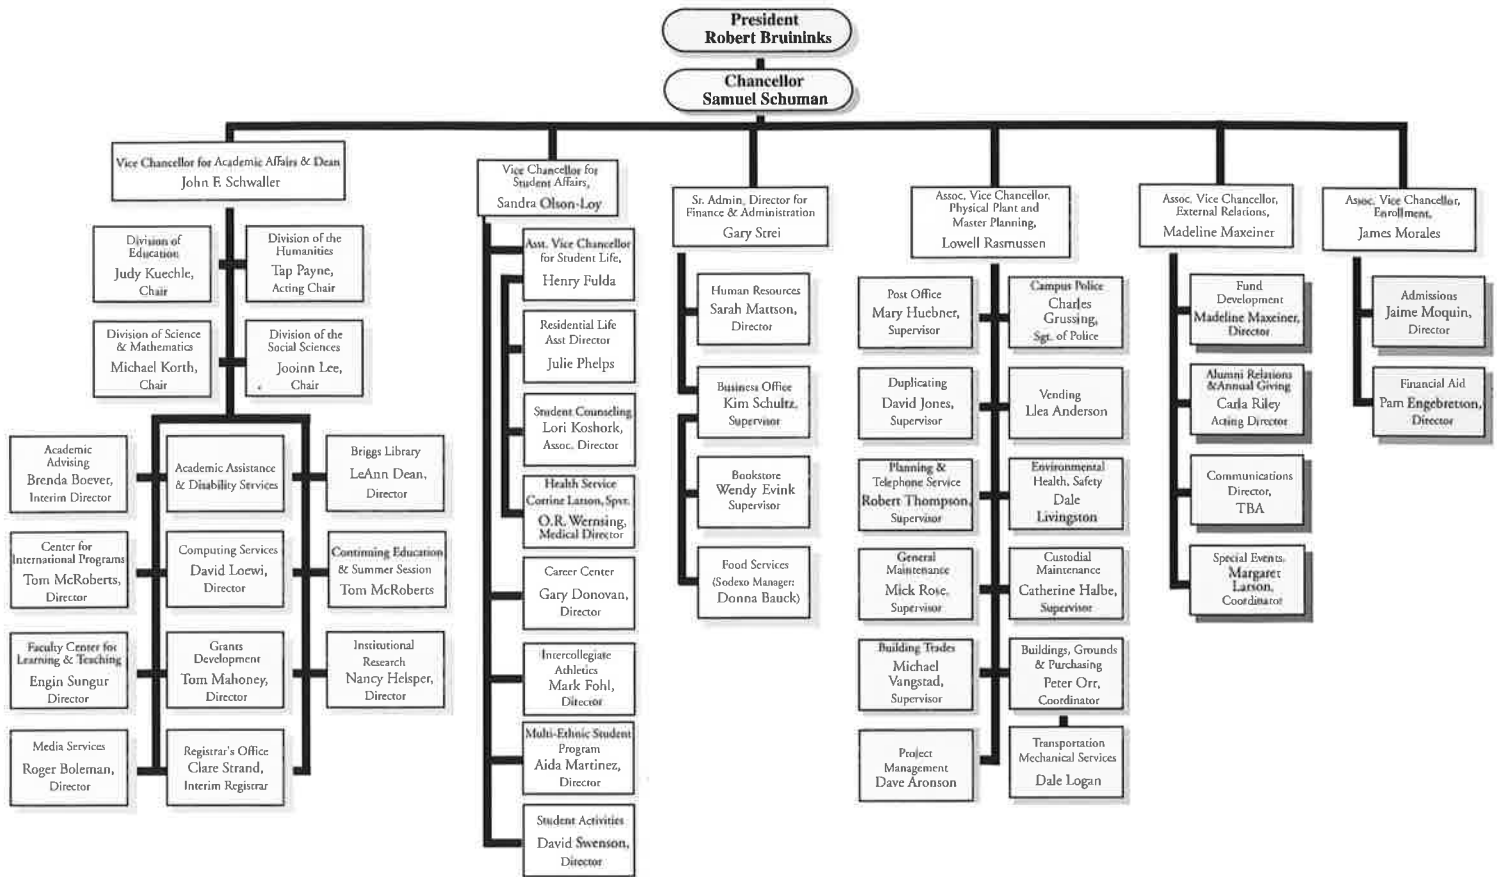 President
Robert Bruininks
Chancellor
Samuel Schuman
Vice Chancellor for Academic Affairs & Dean
John F. Schwaller
Division of
Education
Judy Kuechle,
Chair
Division of the
Humanities
Tap Payne,
Acting Chair
Division of Science
& Mathematics
Michael Korth,
Chair
Division of the
Social Sciences
Jooinn Lee,
Chair
Academic
Advising
Brenda Boever,
Interim Director
Academic Assistance
& Disability Services
Briggs Library
LeAnn Dean,
Director
Center for
International Programs
Tom McRoberts,
Director
Computing Services
David Loewi,
Director
Continuing Education
& Summer Session
Tom McRoberts
Faculty Center for
Learning & Teaching
Engin Sungur
Director
Grants
Development
Tom Mahoney,
Director
Institutional
Research
Nancy Helsper,
Director
Media Services
Roger Boleman,
Director
Registrar's Office
Clare Strand,
Interim Registrar
Vice Chancellor for
Student Affairs,
Sandra Olson-Loy
Asst. Vice Chancellor
for Student Life,
Henry Fulda
Residential Life
Asst Director
Julie Phelps
Student Counseling
Lori Koshork,
Assoc. Director
Health Service
Corrine Larson, Spvr.
O.R. Wernsing,
Medical Director
Career Center
Gary Donovan,
Director
Intercollegiate
Athletics
Mark Fohl,
Director
Multi-Ethnic Student
Program
Aida Martinez,
Director
Student Activities
David Swenson,
Director
Sr. Admin. Director for
Finance & Administration
Gary Strei
Human Resources
Sarah Mattson,
Director
Business Office
Kim Schultz,
Supervisor
Bookstore
Wendy Evink
Supervisor
Food Services
(Sodexo Manager:
Donna Bauck)
Assoc. Vice Chancellor,
Physical Plant and
Master Planning,
Lowell Rasmussen
Post Office
Mary Huebner,
Supervisor
Campus Police
Charles
Grussing,
Sgt. of Police
Duplicating
David Jones,
Supervisor
Vending
Llea Anderson
Planning &
Telephone Service
Robert Thompson,
Supervisor
Environmental
Health, Safety
Dale
Livingston
General
Maintenance
Mick Rose,
Supervisor
Custodial
Maintenance
Catherine Halbe,
Supervisor
Building Trades
Michael
Vangstad,
Supervisor
Buildings, Grounds
& Purchasing
Peter Orr,
Coordinator
Project
Management
Dave Aronson
Transportation
Mechanical Services
Dale Logan
Assoc. Vice Chancellor,
External Relations,
Madeline Maxeiner
Fund
Development
Madeline Maxeiner,
Director
Alumni Relations
&Annual Giving
Carla Riley
Acting Director
Communications
Director,
TBA
Special Events,
Margaret
Larson,
Coordinator
Assoc. Vice Chancellor,
Enrollment,
James Morales
Admissions
Jaime Moquin,
Director
Financial Aid
Pam Engebretson,
Director